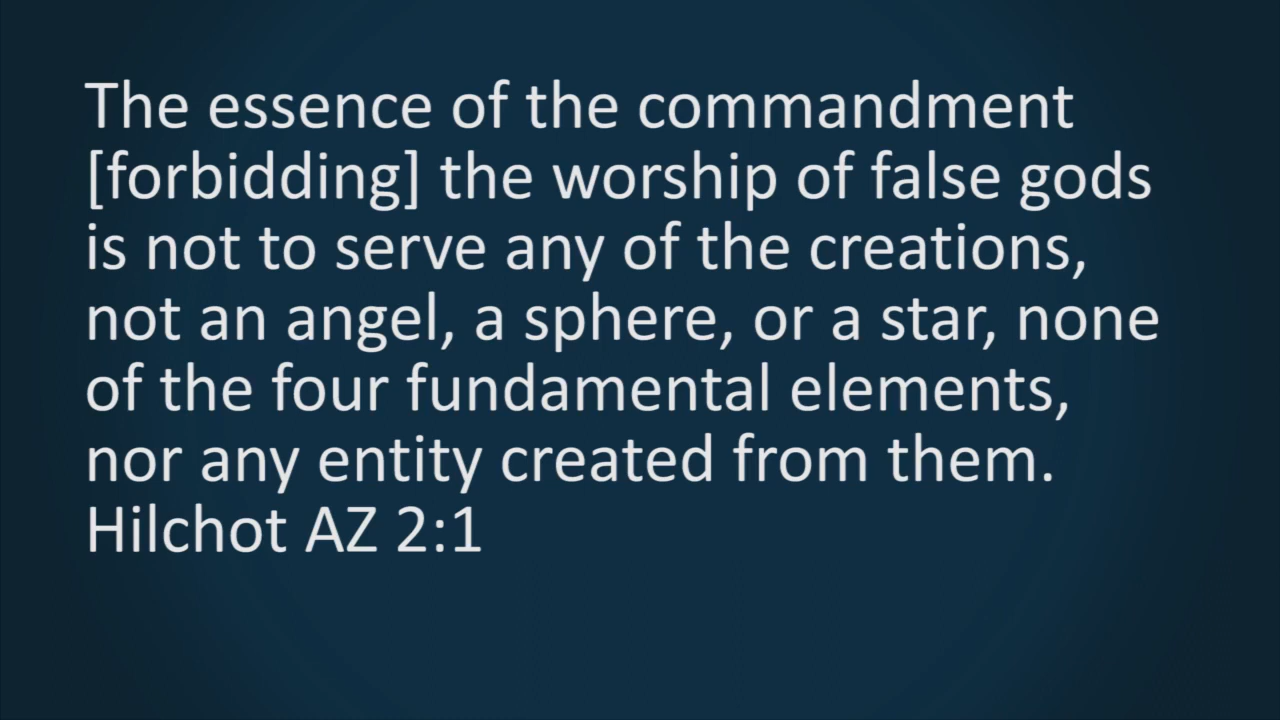 The essence of the commandment
[forbidding] the worship of false gods
is not to serve any of the creations,
not an angel, a sphere, or a star, none
of the four fundamental elements,
nor any entity created from them.
Hilchot AZ 2:1